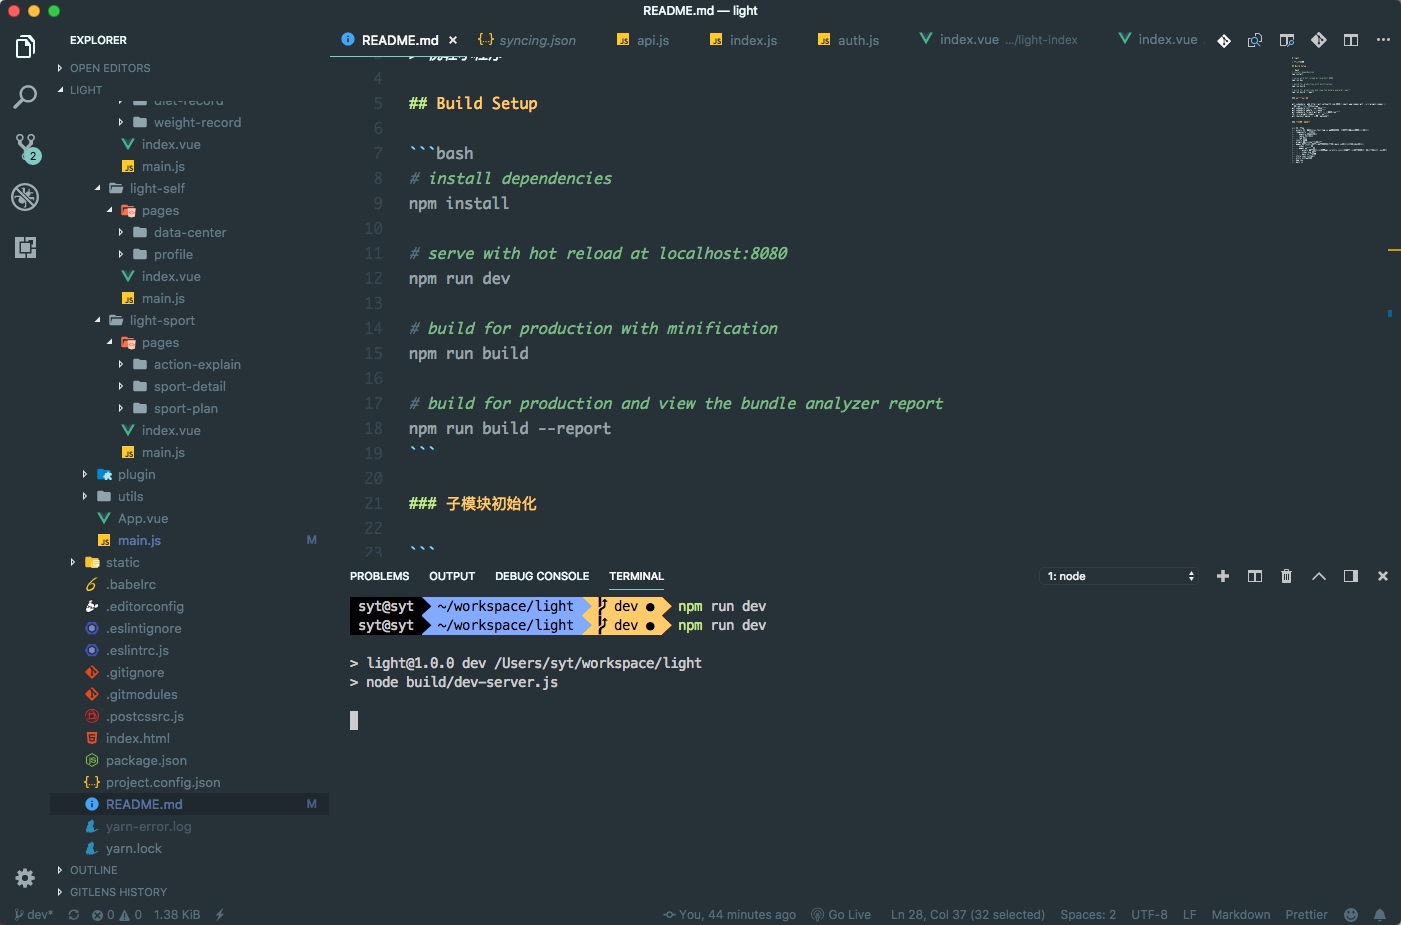 README.md — light
EXPLORER
OPEN EDITORS
LIGHT
diet-record
weight-record
index.vue
main.js
light-self
pages
data-center
profile
index.vue
main.js
light-sport
pages
action-explain
sport-detail
sport-plan
index.vue
main.js
plugin
utils
App.vue
main.js M
static
.babelrc
.editorconfig
.eslintignore
.eslintrc.js
.gitignore
.gitmodules
.postcssrc.js
index.html
package.json
project.config.json
README.md M
yarn-error.log
yarn.lock
OUTLINE
GITLENS HISTORY
2
README.md × syncing.json api.js index.js auth.js index.vue .../light-index index.vue
4
5 ## Build Setup
6
7 ```bash
8 # install dependencies
9 npm install
10
11 # serve with hot reload at localhost:8080
12 npm run dev
13
14 # build for production with minification
15 npm run build
16
17 # build for production and view the bundle analyzer report
18 npm run build --report
19 ```
20
21 ### 子模块初始化
22
23 ```
PROBLEMS OUTPUT DEBUG CONSOLE TERMINAL 1: node
syt@syt ~/workspace/light dev ● npm run dev
syt@syt ~/workspace/light dev ● npm run dev
> light@1.0.0 dev /Users/syt/workspace/light
> node build/dev-server.js
dev* 0 0 1.38 KiB You, 44 minutes ago Go Live Ln 28, Col 37 (32 selected) Spaces: 2 UTF-8 LF Markdown Prettier